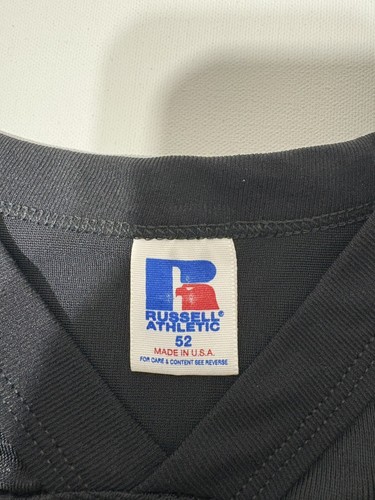 R
RUSSELL®
ATHLETIC
52
MADE IN U.S.A.
FOR CARE & CONTENT SEE REVERSE